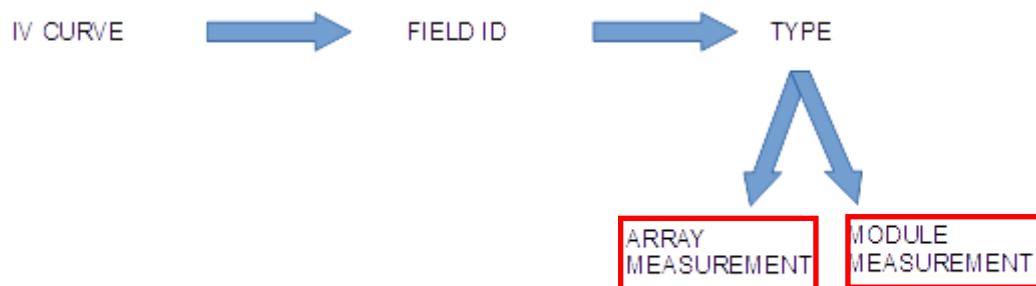 IV CURVE
FIELD ID
TYPE
ARRAY
MEASUREMENT
MODULE
MEASUREMENT